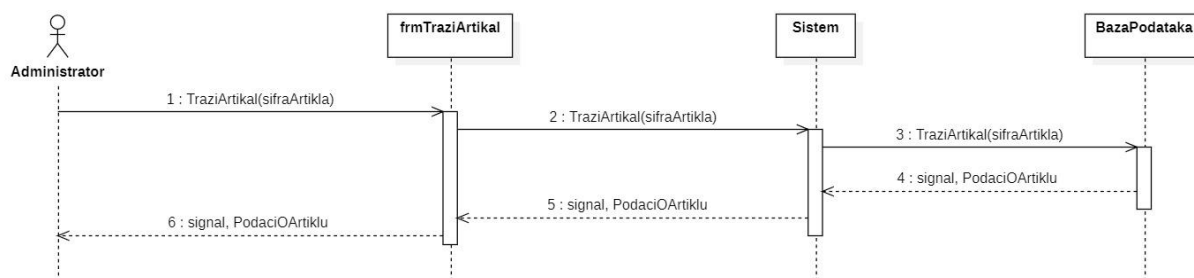 frmTraziArtikal
Sistem
BazaPodataka
Administrator
1 : TraziArtikal(sifraArtikla)
2 : TraziArtikal(sifraArtikla)
3 : TraziArtikal(sifraArtikla)
4 : signal, PodaciOArtiklu
5 : signal, PodaciOArtiklu
6 : signal, PodaciOArtiklu